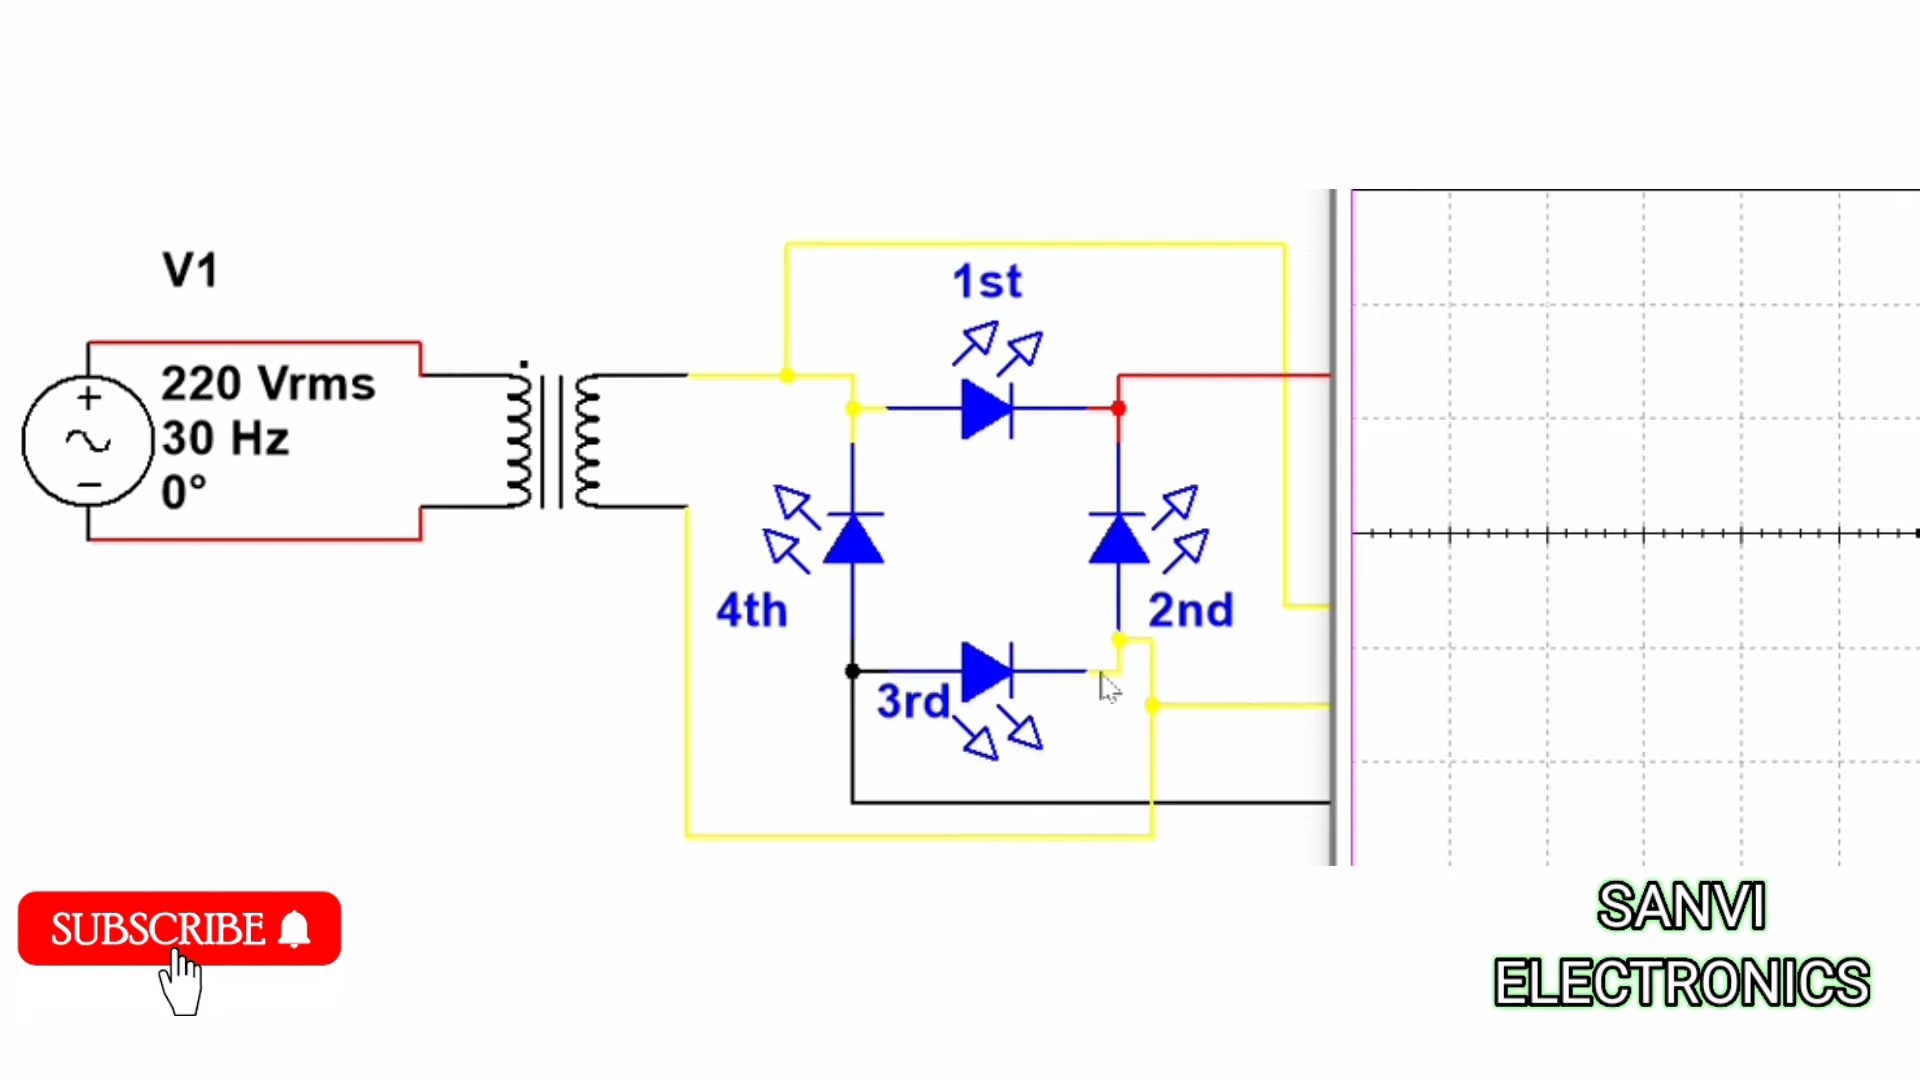 V1
220 Vrms
30 Hz
0°
1st
2nd
3rd
4th
SUBSCRIBE
SANVI
ELECTRONICS